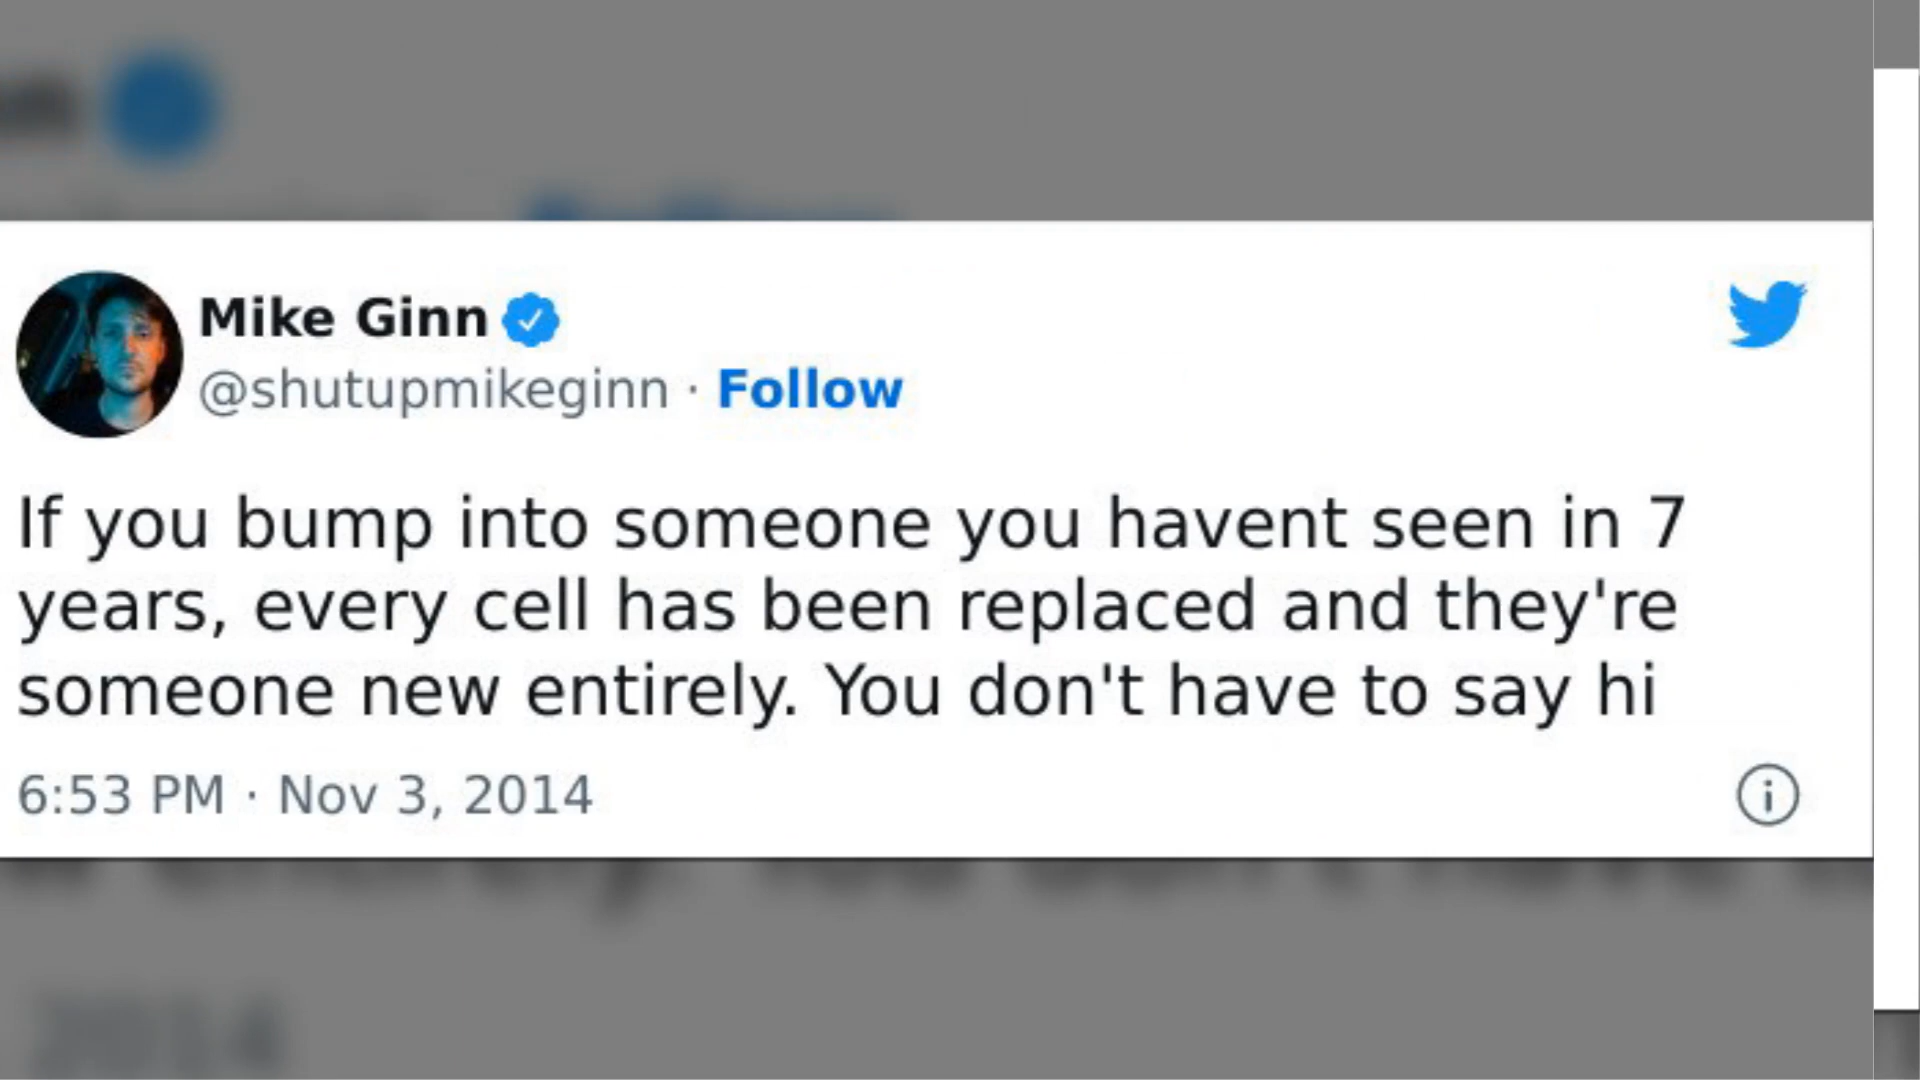 Mike Ginn
@shutupmikeginn · Follow
If you bump into someone you havent seen in 7
years, every cell has been replaced and they're
someone new entirely. You don't have to say hi
6:53 PM · Nov 3, 2014
2014